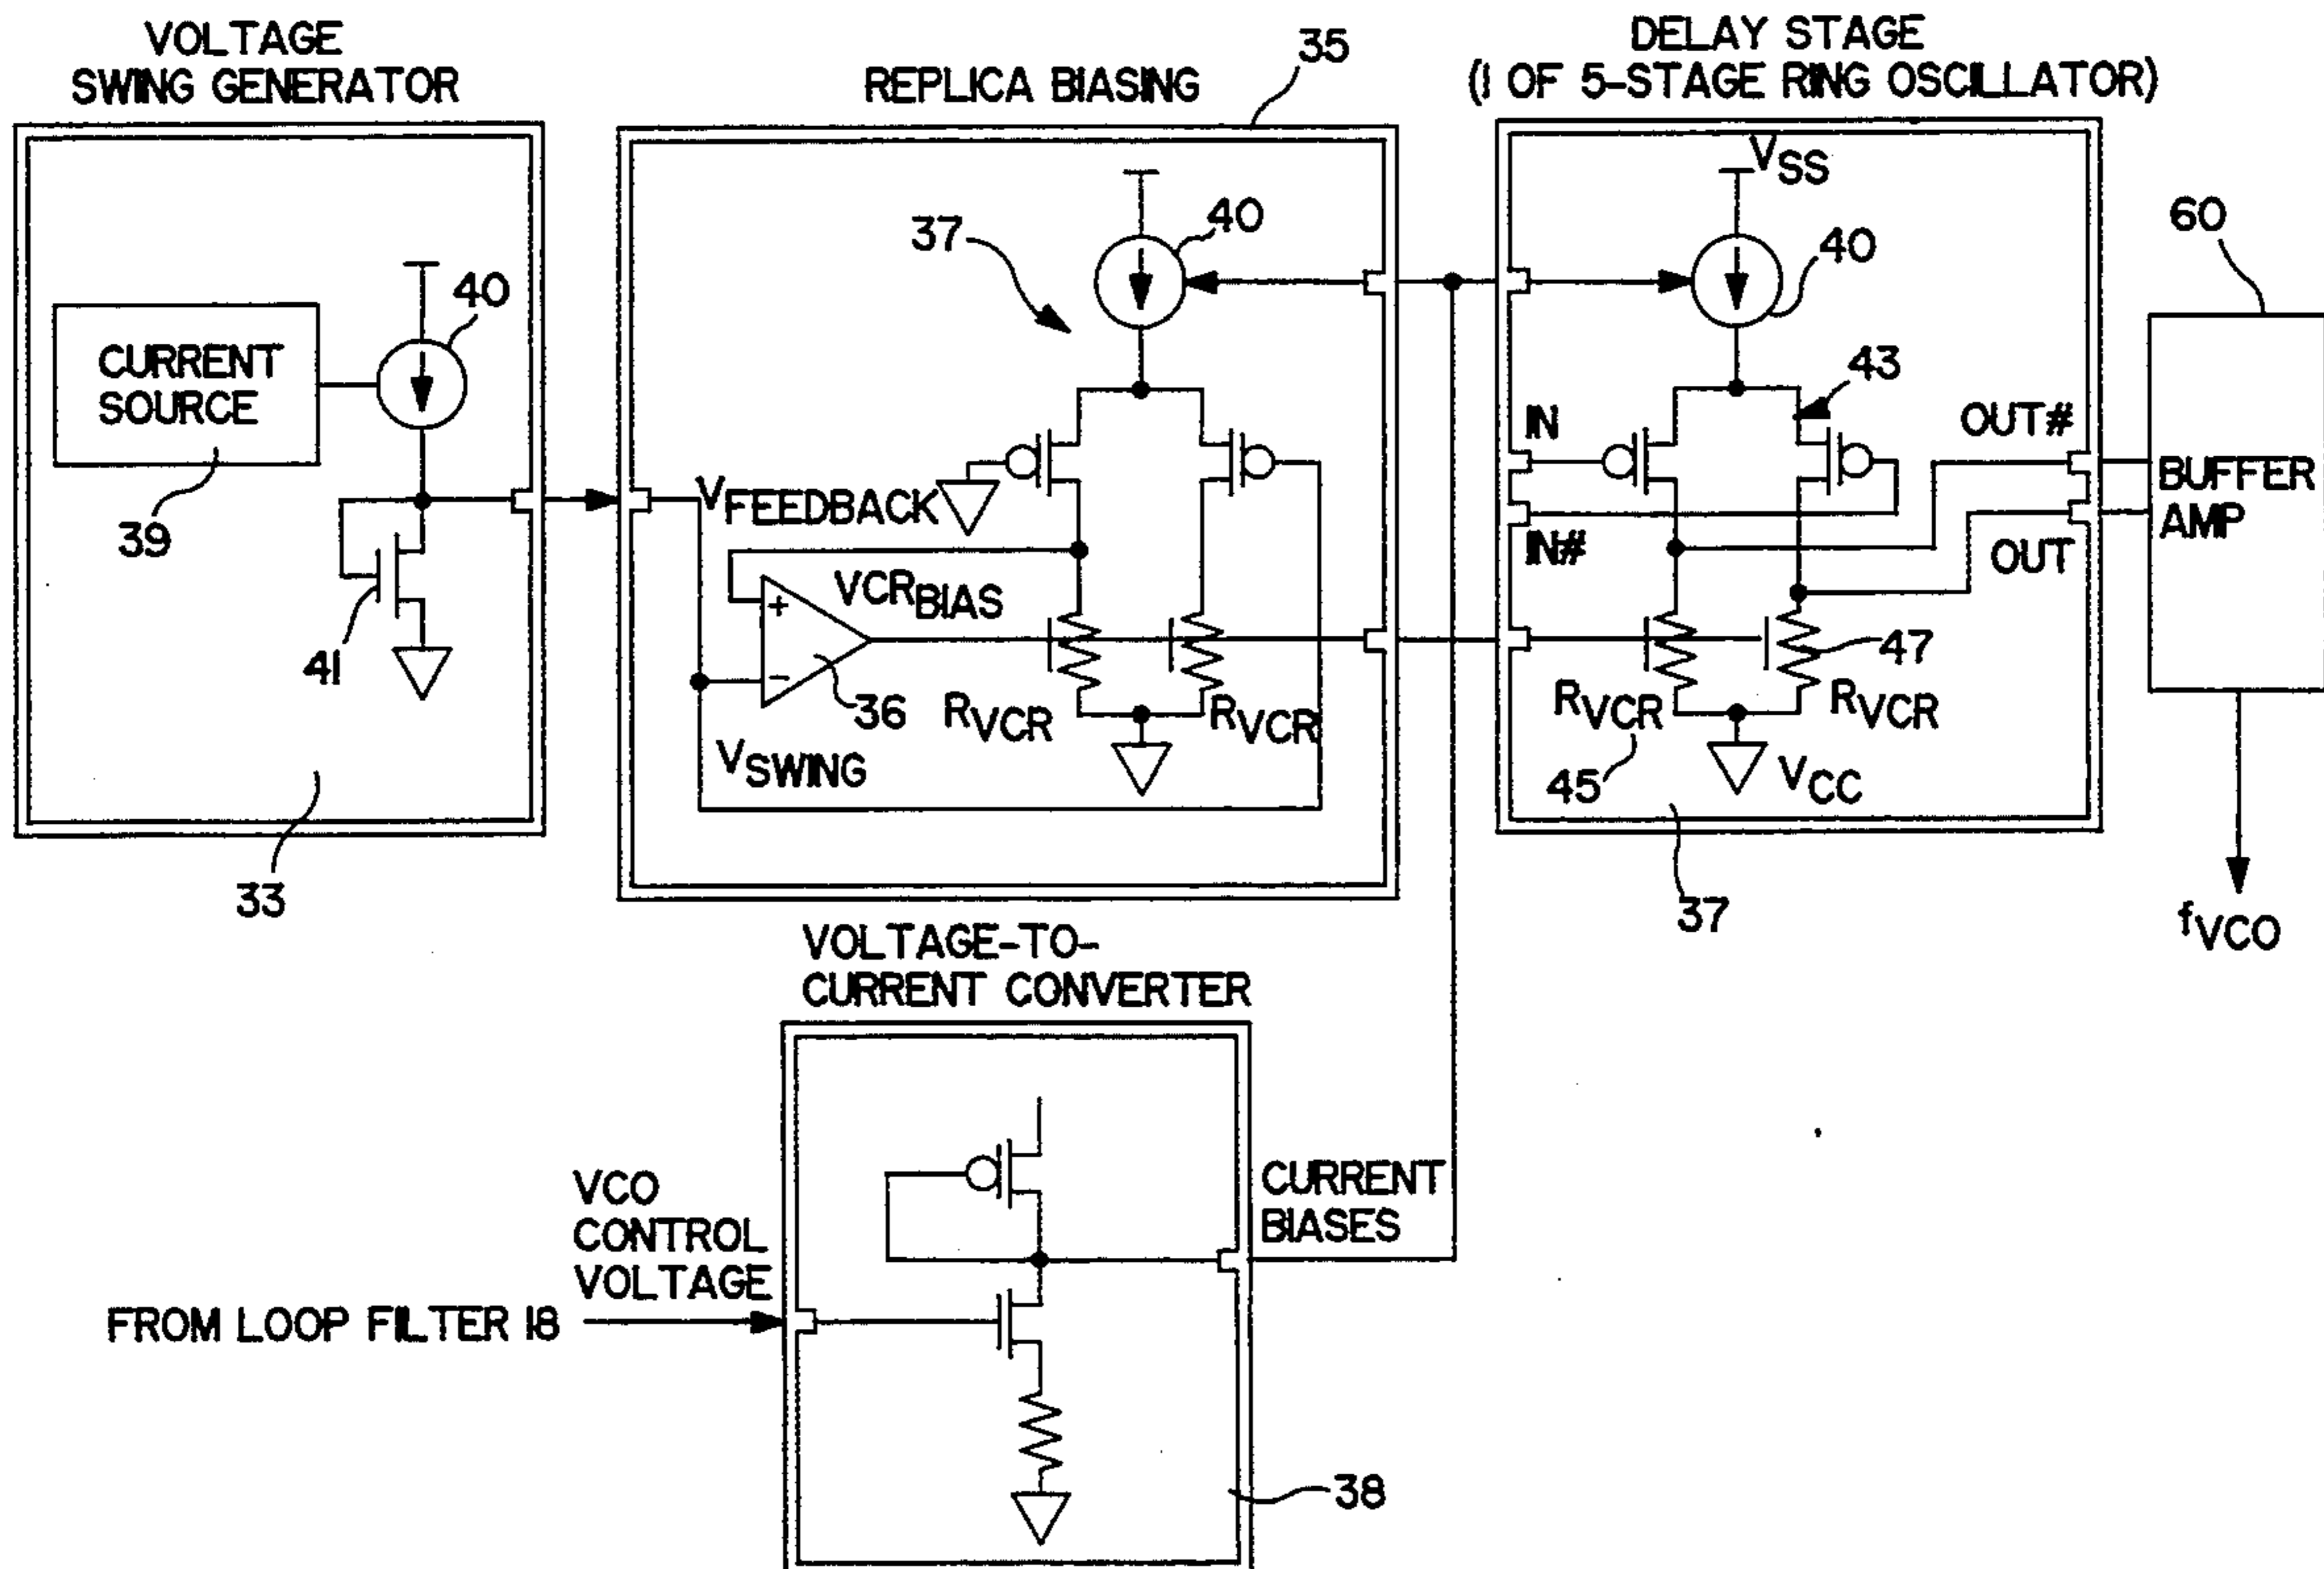 VOLTAGE
SWING GENERATOR
CURRENT
SOURCE
40
39
41
33
REPLICA BIASING
35
37
40
VFEEDBACK
VCRBIAS
+
-
36
RVCR
RVCR
VSWING
DELAY STAGE
(1 OF 5-STAGE RING OSCILLATOR)
VSS
40
43
IN
OUT#
IN#
OUT
47
RVCR
RVCR
45
VCC
37
60
BUFFER
AMP
fVCO
VOLTAGE-TO-
CURRENT CONVERTER
VCO
CONTROL
VOLTAGE
FROM LOOP FILTER 18
CURRENT
BIASES
38